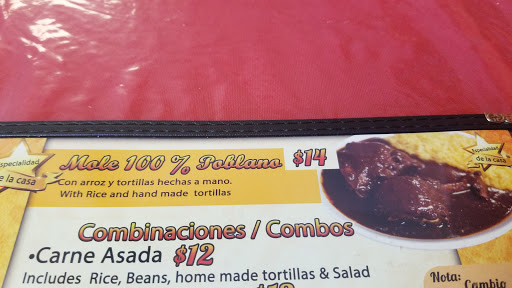 Especialidad de la casa
Mole 100 % Poblano $14
Especialidad de la casa
Con arroz y tortillas hechas a mano.
With Rice and hand made tortillas
Combinaciones / Combos
•Carne Asada $12
Includes Rice, Beans, home made tortillas & Salad
Nota:
Cambio